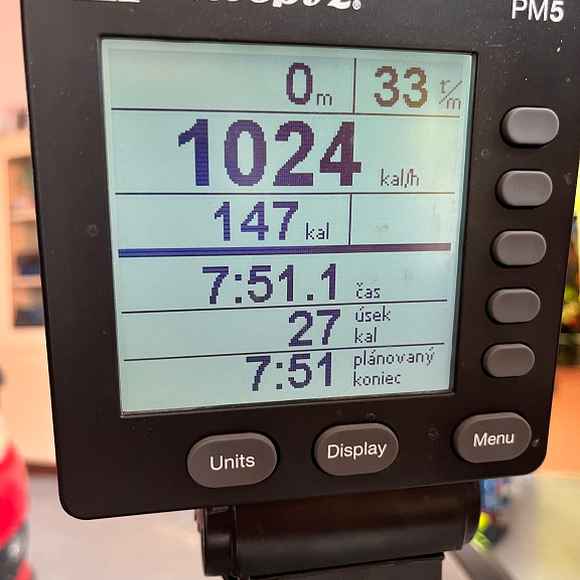 PM5
0m 33 r/m
1024 kal/h
147 kal
7:51.1 čas
27 úsek kal
7:51 plánovaný koniec
Units Display Menu